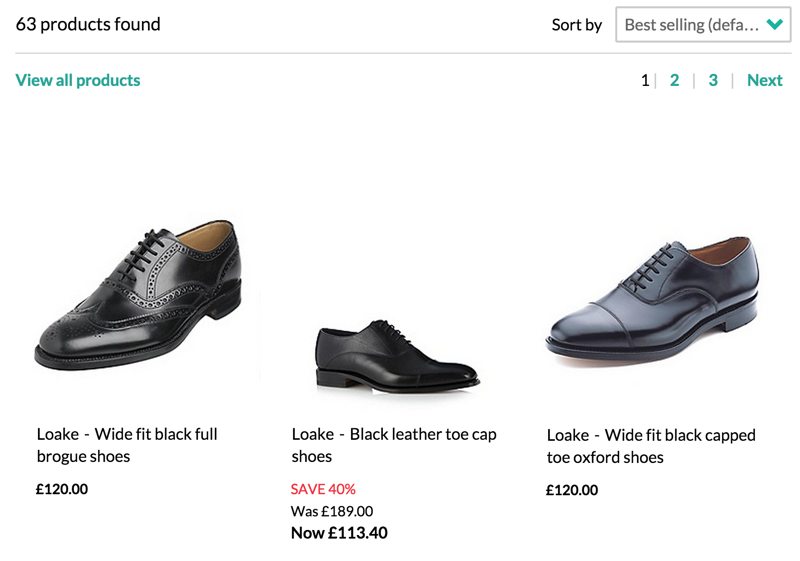 63 products found
Sort by
Best selling (defa...
View all products
1 | 2 | 3 | Next
Loake - Wide fit black full
brogue shoes
£120.00
Loake - Black leather toe cap
shoes
SAVE 40%
Was £189.00
Now £113.40
Loake - Wide fit black capped
toe oxford shoes
£120.00